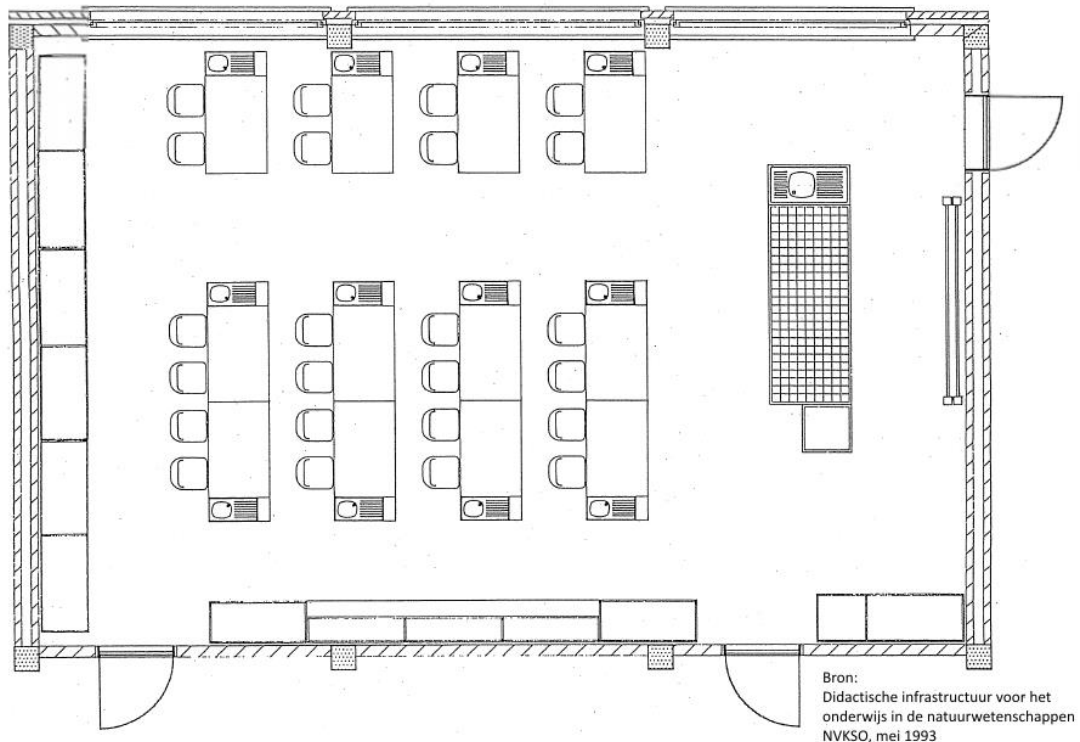 Bron:
Didactische infrastructuur voor het
onderwijs in de natuurwetenschappen
NVKSO, mei 1993